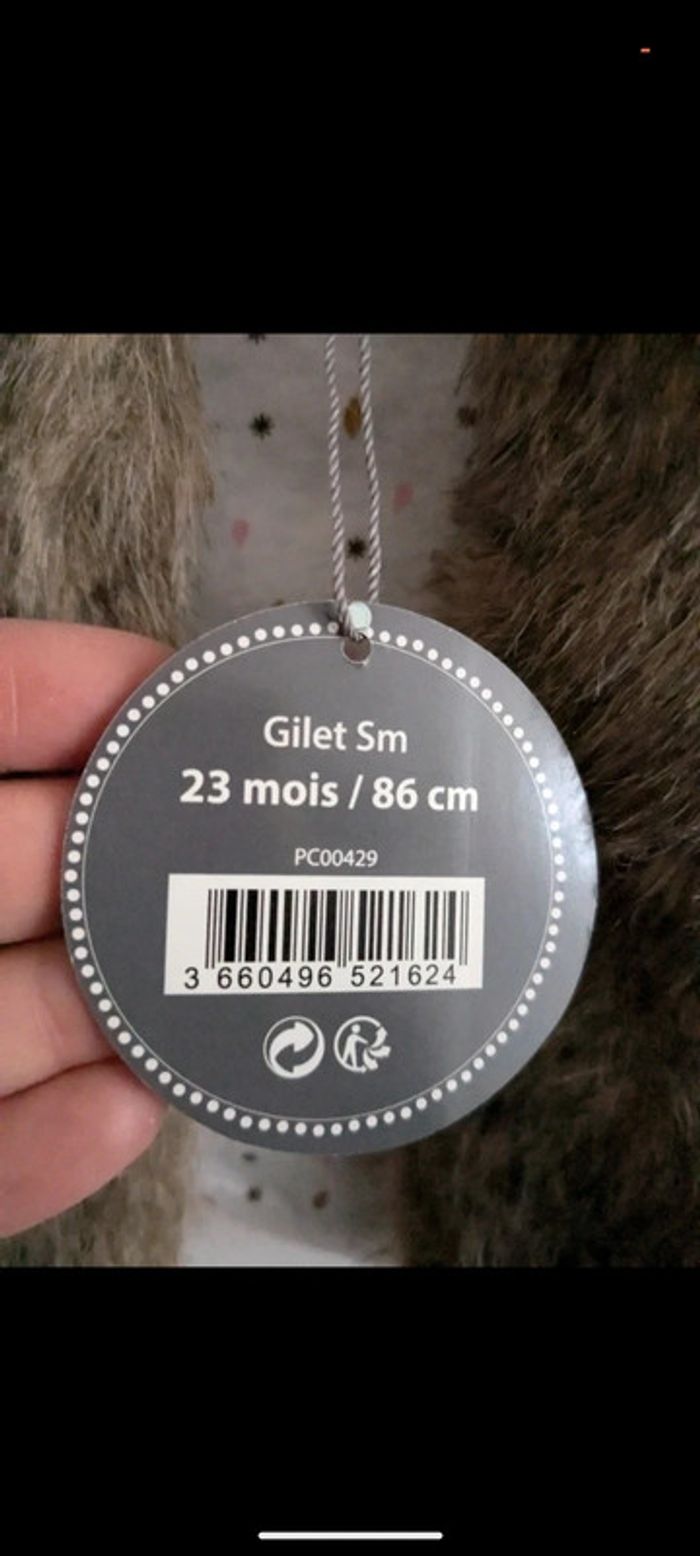 Gilet Sm
23 mois / 86 cm
PC00429
3 660496 521624